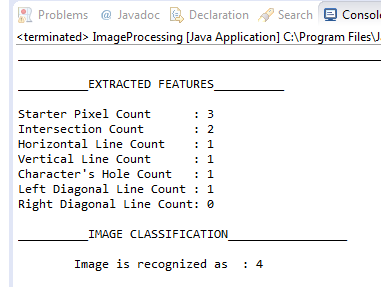 Problems @ Javadoc Declaration Search Conso
<terminated> ImageProcessing [Java Application] C:\Program Files\J
__________EXTRACTED FEATURES__________
Starter Pixel Count : 3
Intersection Count : 2
Horizontal Line Count : 1
Vertical Line Count : 1
Character's Hole Count : 1
Left Diagonal Line Count : 1
Right Diagonal Line Count: 0
__________IMAGE CLASSIFICATION_________________
Image is recognized as : 4